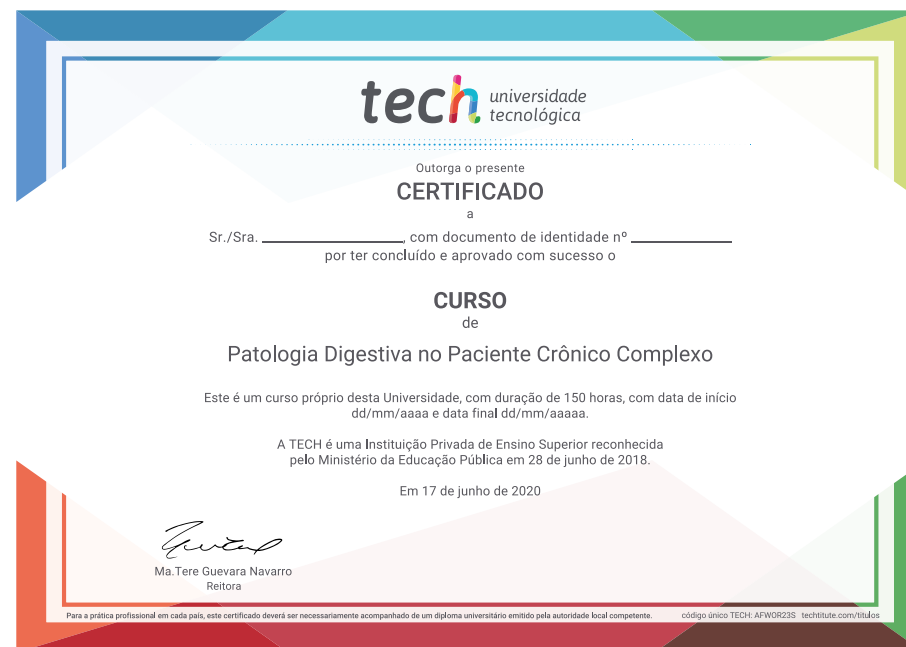 tech universidade
tecnológica
Outorga o presente
CERTIFICADO
a
Sr./Sra. ____________, com documento de identidade nº ____________
por ter concluído e aprovado com sucesso o
CURSO
de
Patologia Digestiva no Paciente Crônico Complexo
Este é um curso próprio desta Universidade, com duração de 150 horas, com data de início
dd/mm/aaaa e data final dd/mm/aaaaa.
A TECH é uma Instituição Privada de Ensino Superior reconhecida
pelo Ministério da Educação Pública em 28 de junho de 2018.
Em 17 de junho de 2020
Ma.Tere Guevara Navarro
Reitora
Para a prática profissional em cada país, este certificado deverá ser necessariamente acompanhado de um diploma universitário emitido pela autoridade local competente. código único TECH: AFWOR23S techtitute.com/titulos